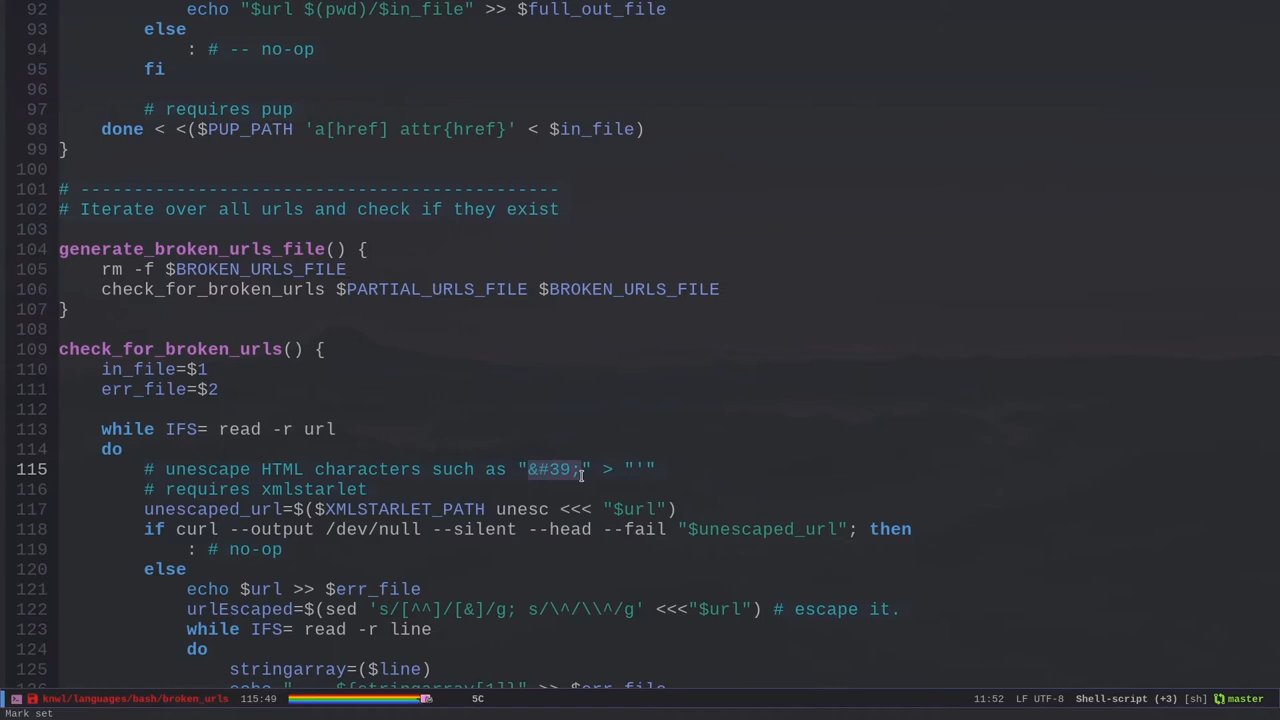 92 echo "$url $(pwd)/$in_file" >> $full_out_file
93 else
94 : # -- no-op
95 fi
96
97 # requires pup
98 done < <($PUP_PATH 'a[href] attr{href}' < $in_file)
99 }
100
101 # ---------------------------------------------
102 # Iterate over all urls and check if they exist
103
104 generate_broken_urls_file() {
105 rm -f $BROKEN_URLS_FILE
106 check_for_broken_urls $PARTIAL_URLS_FILE $BROKEN_URLS_FILE
107 }
108
109 check_for_broken_urls() {
110 in_file=$1
111 err_file=$2
112
113 while IFS= read -r url
114 do
115 # unescape HTML characters such as "&#39;" > "'"
116 # requires xmlstarlet
117 unescaped_url=$($XMLSTARLET_PATH unesc <<< "$url")
118 if curl --output /dev/null --silent --head --fail "$unescaped_url"; then
119 : # no-op
120 else
121 echo $url >> $err_file
122 urlEscaped=$(sed 's/[^^]/[&]/g; s/\^/\\^/g' <<<"$url") # escape it.
123 while IFS= read -r line
124 do
125 stringarray=($line)
knwl/languages/bash/broken_urls 115:49 SC 11:52 LF UTF-8 Shell-script (+3) [sh] master
Mark set